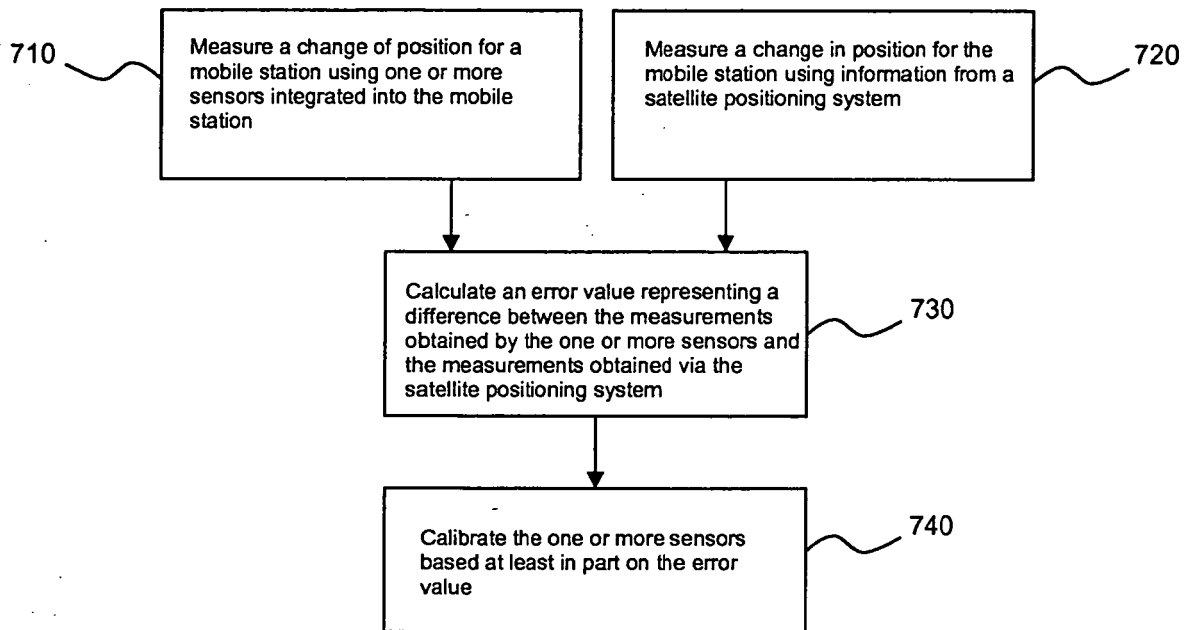 710
Measure a change of position for a
mobile station using one or more
sensors integrated into the mobile
station
Measure a change in position for the
mobile station using information from a
satellite positioning system
720
Calculate an error value representing a
difference between the measurements
obtained by the one or more sensors and
the measurements obtained via the
satellite positioning system
730
Calibrate the one or more sensors
based at least in part on the error
value
740